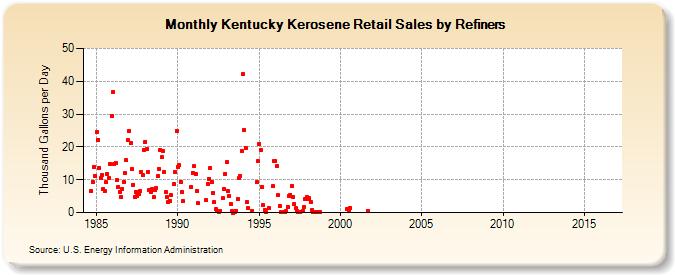 Monthly Kentucky Kerosene Retail Sales by Refiners
Thousand Gallons per Day
50
40
30
20
10
0
1985 1990 1995 2000 2005 2010 2015
Source: U.S. Energy Information Administration